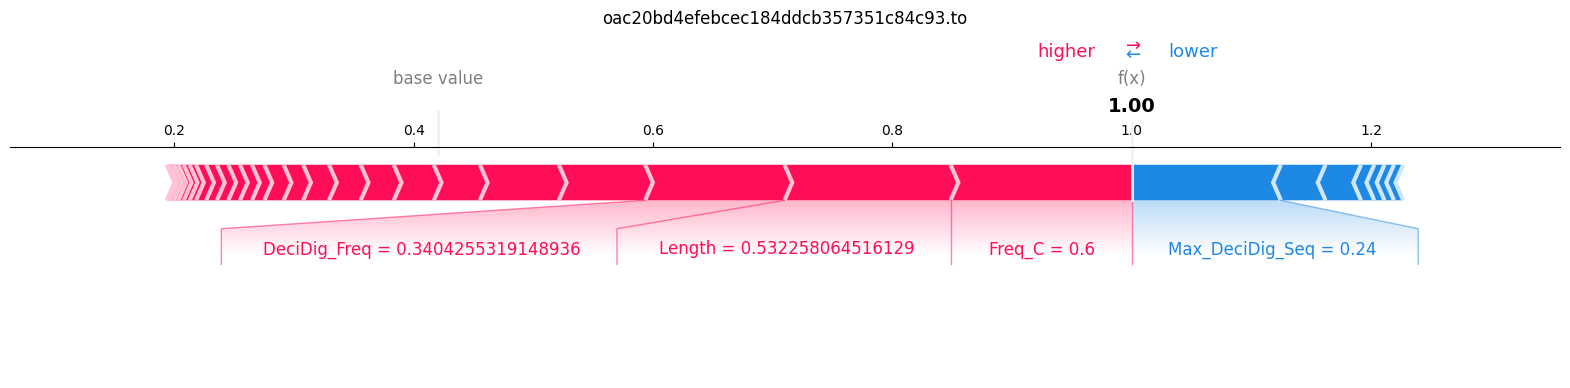 oac20bd4efebcec184ddcb357351c84c93.to
higher ⇄ lower
base value f(x)
1.00
0.2 0.4 0.6 0.8 1.0 1.2
DeciDig_Freq = 0.3404255319148936 Length = 0.532258064516129 Freq_C = 0.6 Max_DeciDig_Seq = 0.24